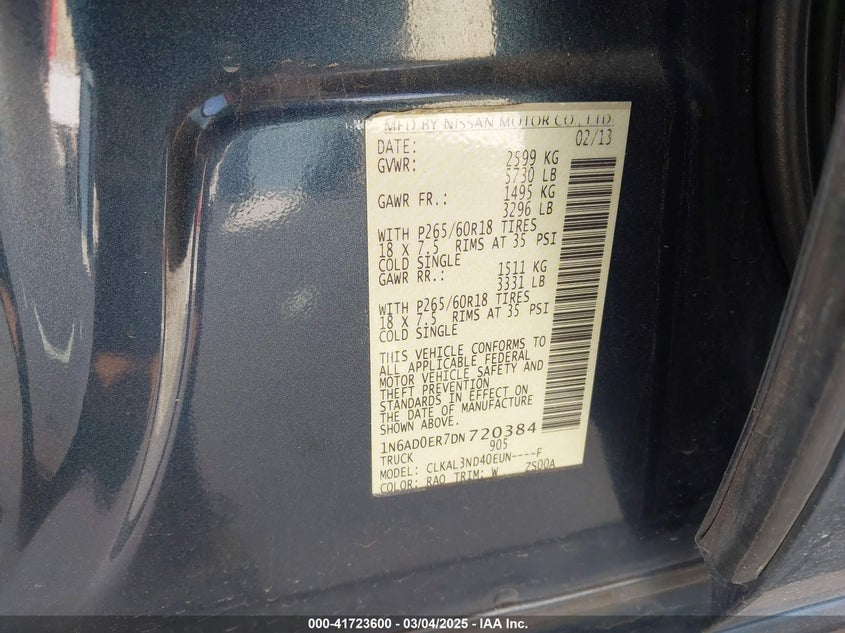 MFD BY NISSAN MOTOR CO., LTD.
DATE: 02/13
GVWR: 2599 KG
5730 LB
GAWR FR.: 1495 KG
3296 LB
WITH P265/60R18 TIRES
18 X 7.5 RIMS AT 35 PSI
COLD SINGLE
GAWR RR.: 1511 KG
3331 LB
WITH P265/60R18 TIRES
18 X 7.5 RIMS AT 35 PSI
COLD SINGLE
THIS VEHICLE CONFORMS TO
ALL APPLICABLE FEDERAL
MOTOR VEHICLE SAFETY AND
THEFT PREVENTION
STANDARDS IN EFFECT ON
THE DATE OF MANUFACTURE
SHOWN ABOVE.
1N6AD0ER7DN720384
TRUCK 905
MODEL: CLKAL3ND40EUN----F
COLOR: RAQ TRIM: W ZS00A
000-41723600 — 03/04/2025 — IAA Inc.